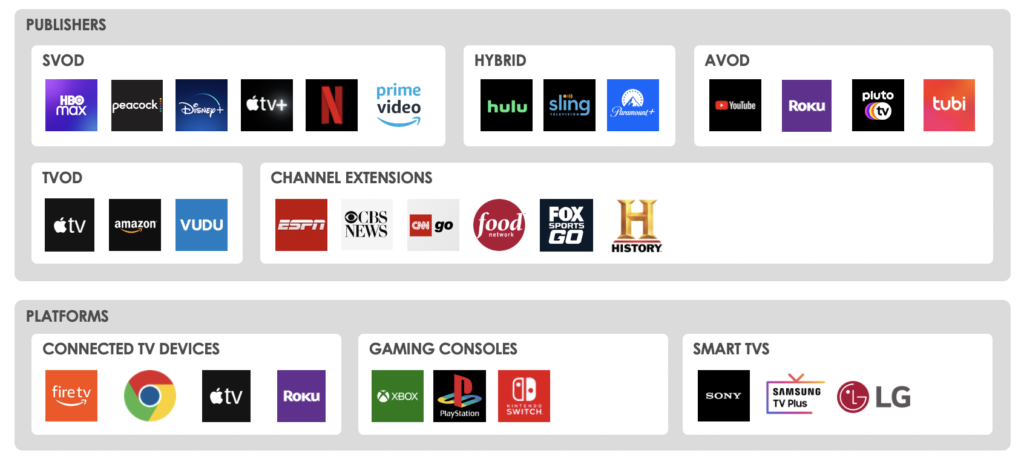 PUBLISHERS
SVOD
HBO
max
peacock
Disney+
tv+
N
prime
video
HYBRID
hulu
sling
TELEVISION
Paramount+
AVOD
YouTube
ROKU
pluto
tv
tubi
TVOD
tv
amazon
VUDU
CHANNEL EXTENSIONS
ESPN
CBS
NEWS
CNN go
food
network
FOX
SPORTS
GO
H
HISTORY
PLATFORMS
CONNECTED TV DEVICES
fire tv
tv
ROKU
GAMING CONSOLES
XBOX
PlayStation
NINTENDO
SWITCH
SMART TVS
SONY
SAMSUNG
TV Plus
LG